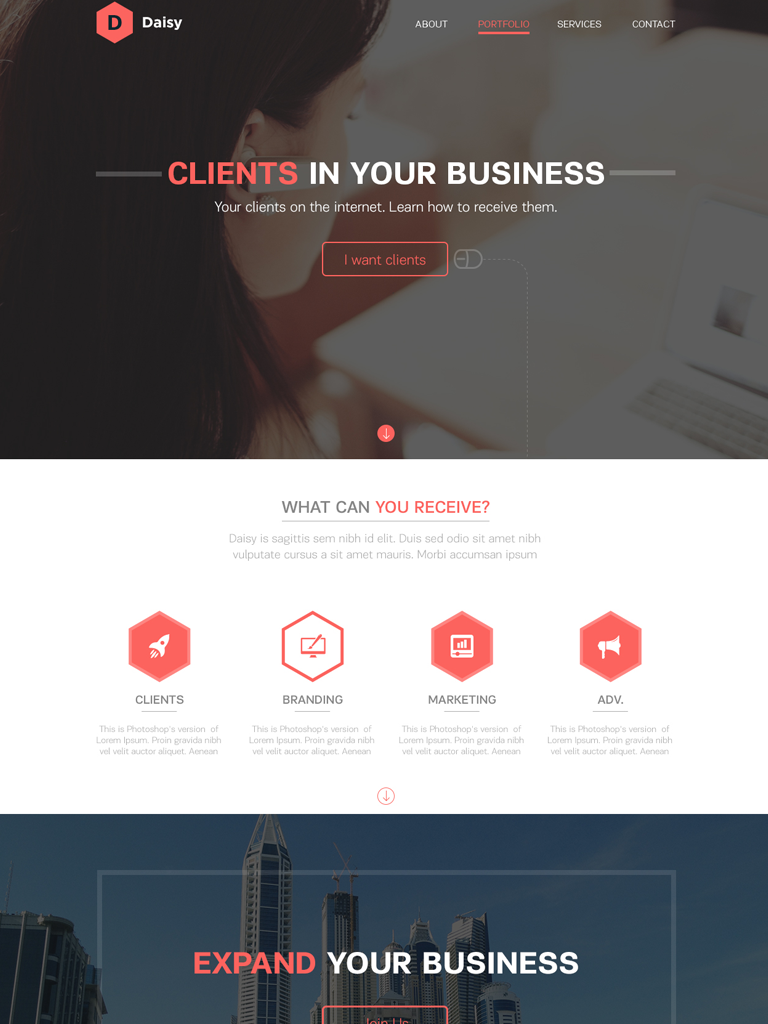 D Daisy
ABOUT PORTFOLIO SERVICES CONTACT
CLIENTS IN YOUR BUSINESS
Your clients on the internet. Learn how to receive them.
I want clients
WHAT CAN YOU RECEIVE?
Daisy is sagittis sem nibh id elit. Duis sed odio sit amet nibh
vulputate cursus a sit amet mauris. Morbi accumsan ipsum
CLIENTS
This is Photoshop's version of
Lorem Ipsum. Proin gravida nibh
vel velit auctor aliquet. Aenean
BRANDING
This is Photoshop's version of
Lorem Ipsum. Proin gravida nibh
vel velit auctor aliquet. Aenean
MARKETING
This is Photoshop's version of
Lorem Ipsum. Proin gravida nibh
vel velit auctor aliquet. Aenean
ADV.
This is Photoshop's version of
Lorem Ipsum. Proin gravida nibh
vel velit auctor aliquet. Aenean
EXPAND YOUR BUSINESS
Join Us